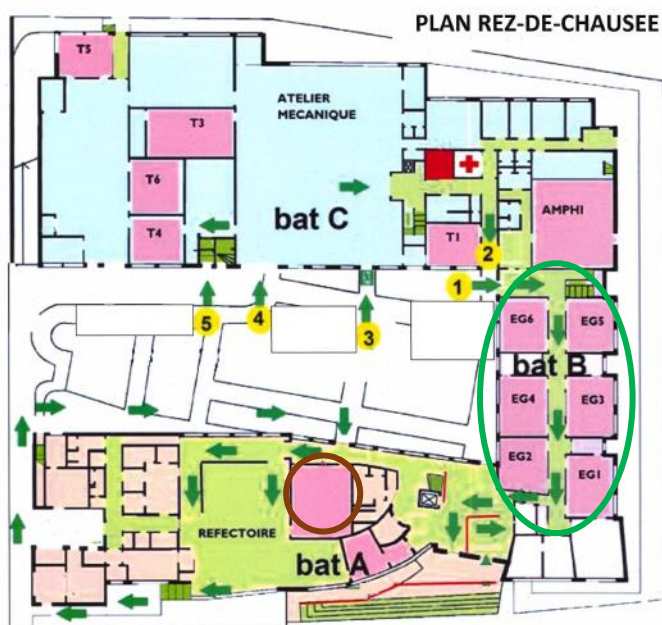 PLAN REZ-DE-CHAUSEE
T5
ATELIER
MECANIQUE
T3
T6
bat C
AMPHI
T4
T1
2
1
5
4
3
EG6
EG5
bat B
EG4
EG3
EG2
EG1
REFECTOIRE
bat A